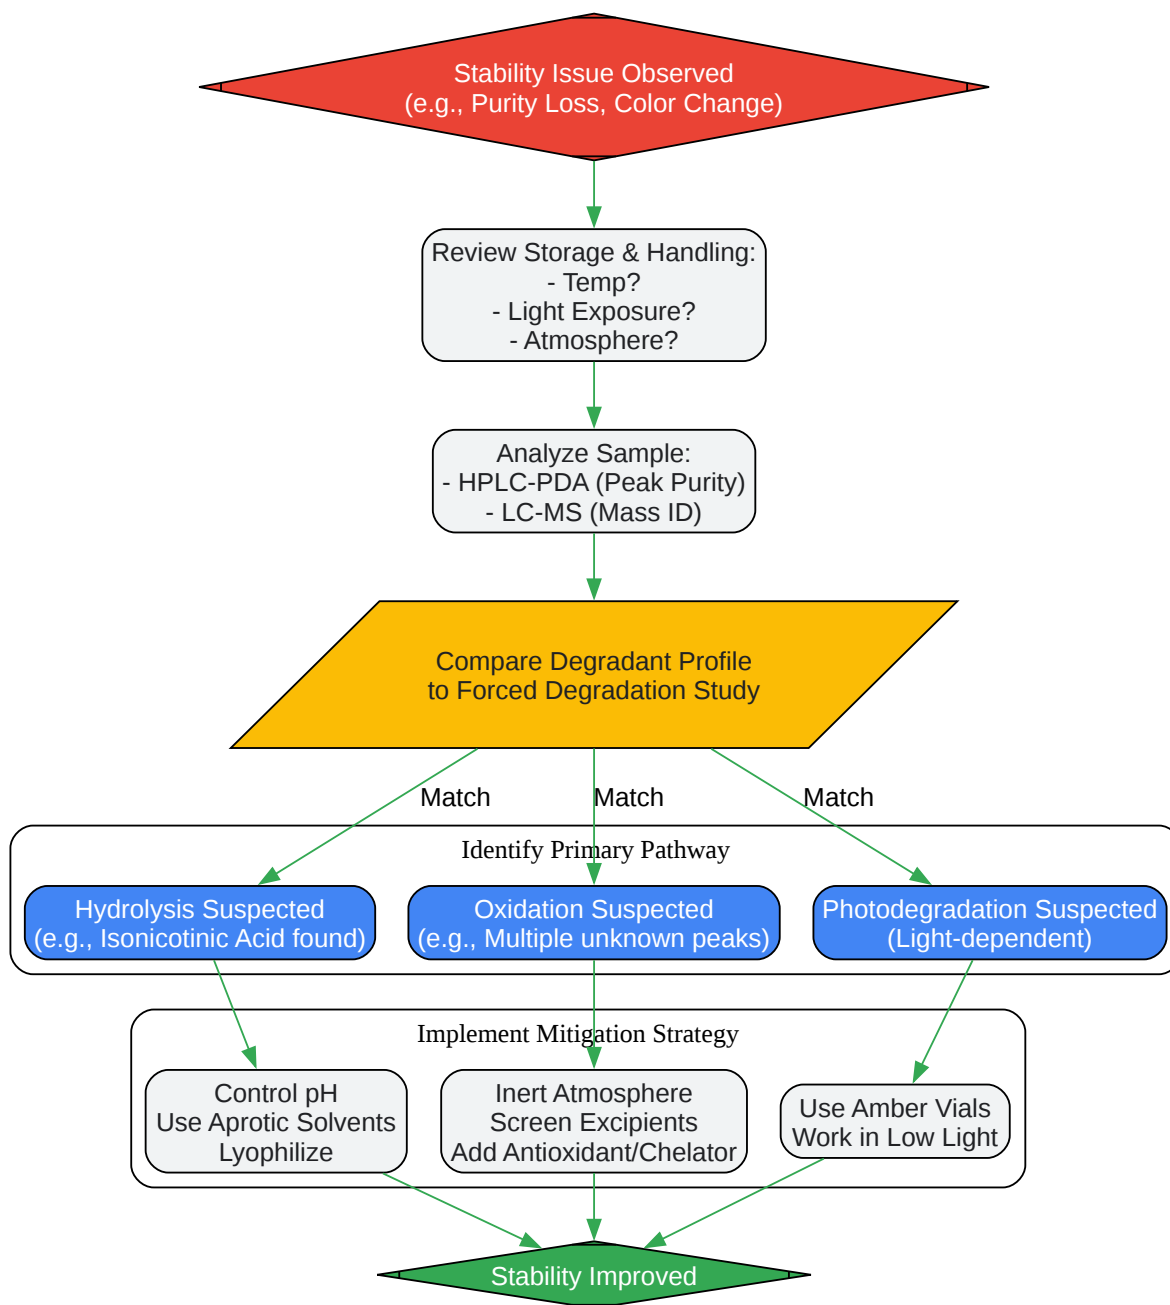 Stability Issue Observed
(e.g., Purity Loss, Color Change)
Review Storage & Handling:
- Temp?
- Light Exposure?
- Atmosphere?
Analyze Sample:
- HPLC-PDA (Peak Purity)
- LC-MS (Mass ID)
Compare Degradant Profile
to Forced Degradation Study
Match
Match
Match
Identify Primary Pathway
Hydrolysis Suspected
(e.g., Isonicotinic Acid found)
Oxidation Suspected
(e.g., Multiple unknown peaks)
Photodegradation Suspected
(Light-dependent)
Implement Mitigation Strategy
Control pH
Use Aprotic Solvents
Lyophilize
Inert Atmosphere
Screen Excipients
Add Antioxidant/Chelator
Use Amber Vials
Work in Low Light
Stability Improved